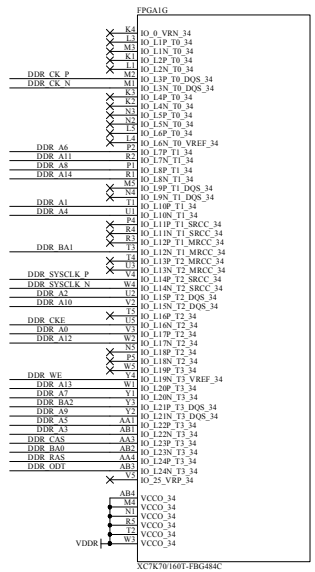 FPGA1G
K4 IO_0_VRN_34
L3 IO_L1P_T0_34
M3 IO_L1N_T0_34
K1 IO_L2P_T0_34
L1 IO_L2N_T0_34
DDR_CK_P M2 IO_L3P_T0_DQS_34
DDR_CK_N M1 IO_L3N_T0_DQS_34
K3 IO_L4P_T0_34
K2 IO_L4N_T0_34
N3 IO_L5P_T0_34
N2 IO_L5N_T0_34
L5 IO_L6P_T0_34
L4 IO_L6N_T0_VREF_34
DDR_A6 P2 IO_L7P_T1_34
DDR_A11 R2 IO_L7N_T1_34
DDR_A8 P1 IO_L8P_T1_34
DDR_A14 R1 IO_L8N_T1_34
M5 IO_L9P_T1_DQS_34
N4 IO_L9N_T1_DQS_34
DDR_A1 T1 IO_L10P_T1_34
DDR_A4 U1 IO_L10N_T1_34
P4 IO_L11P_T1_SRCC_34
R4 IO_L11N_T1_SRCC_34
R3 IO_L12P_T1_MRCC_34
DDR_BA1 T3 IO_L12N_T1_MRCC_34
T4 IO_L13P_T2_MRCC_34
U3 IO_L13N_T2_MRCC_34
DDR_SYSCLK_P V4 IO_L14P_T2_SRCC_34
DDR_SYSCLK_N W4 IO_L14N_T2_SRCC_34
DDR_A2 U2 IO_L15P_T2_DQS_34
DDR_A10 V2 IO_L15N_T2_DQS_34
T5 IO_L16P_T2_34
DDR_CKE U5 IO_L16N_T2_34
DDR_A0 V3 IO_L17P_T2_34
DDR_A12 W2 IO_L17N_T2_34
N5 IO_L18P_T2_34
P5 IO_L18N_T2_34
W5 IO_L19P_T3_34
DDR_WE Y4 IO_L19N_T3_VREF_34
DDR_A13 W1 IO_L20P_T3_34
DDR_A7 Y1 IO_L20N_T3_34
DDR_BA2 Y3 IO_L21P_T3_DQS_34
DDR_A9 Y2 IO_L21N_T3_DQS_34
DDR_A5 AA1 IO_L22P_T3_34
DDR_A3 AB1 IO_L22N_T3_34
DDR_CAS AA3 IO_L23P_T3_34
DDR_BA0 AB2 IO_L23N_T3_34
DDR_RAS AA4 IO_L24P_T3_34
DDR_ODT AB3 IO_L24N_T3_34
V5 IO_25_VRP_34
AB4 VCCO_34
M4 VCCO_34
N1 VCCO_34
R5 VCCO_34
T2 VCCO_34
VDDR W3 VCCO_34
XC7K70/160T-FBG484C